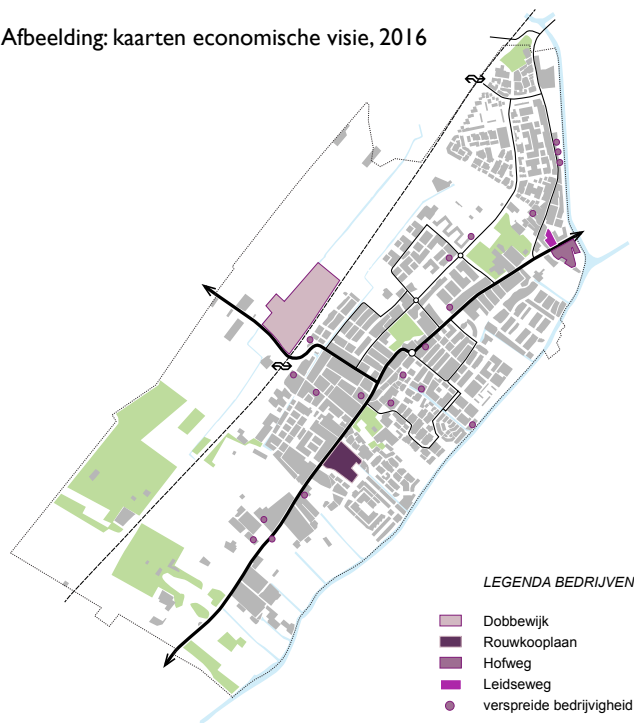 Afbeelding: kaarten economische visie, 2016
LEGENDA BEDRIJVEN
Dobbewijk
Rouwkooplaan
Hofweg
Leidseweg
verspreide bedrijvigheid